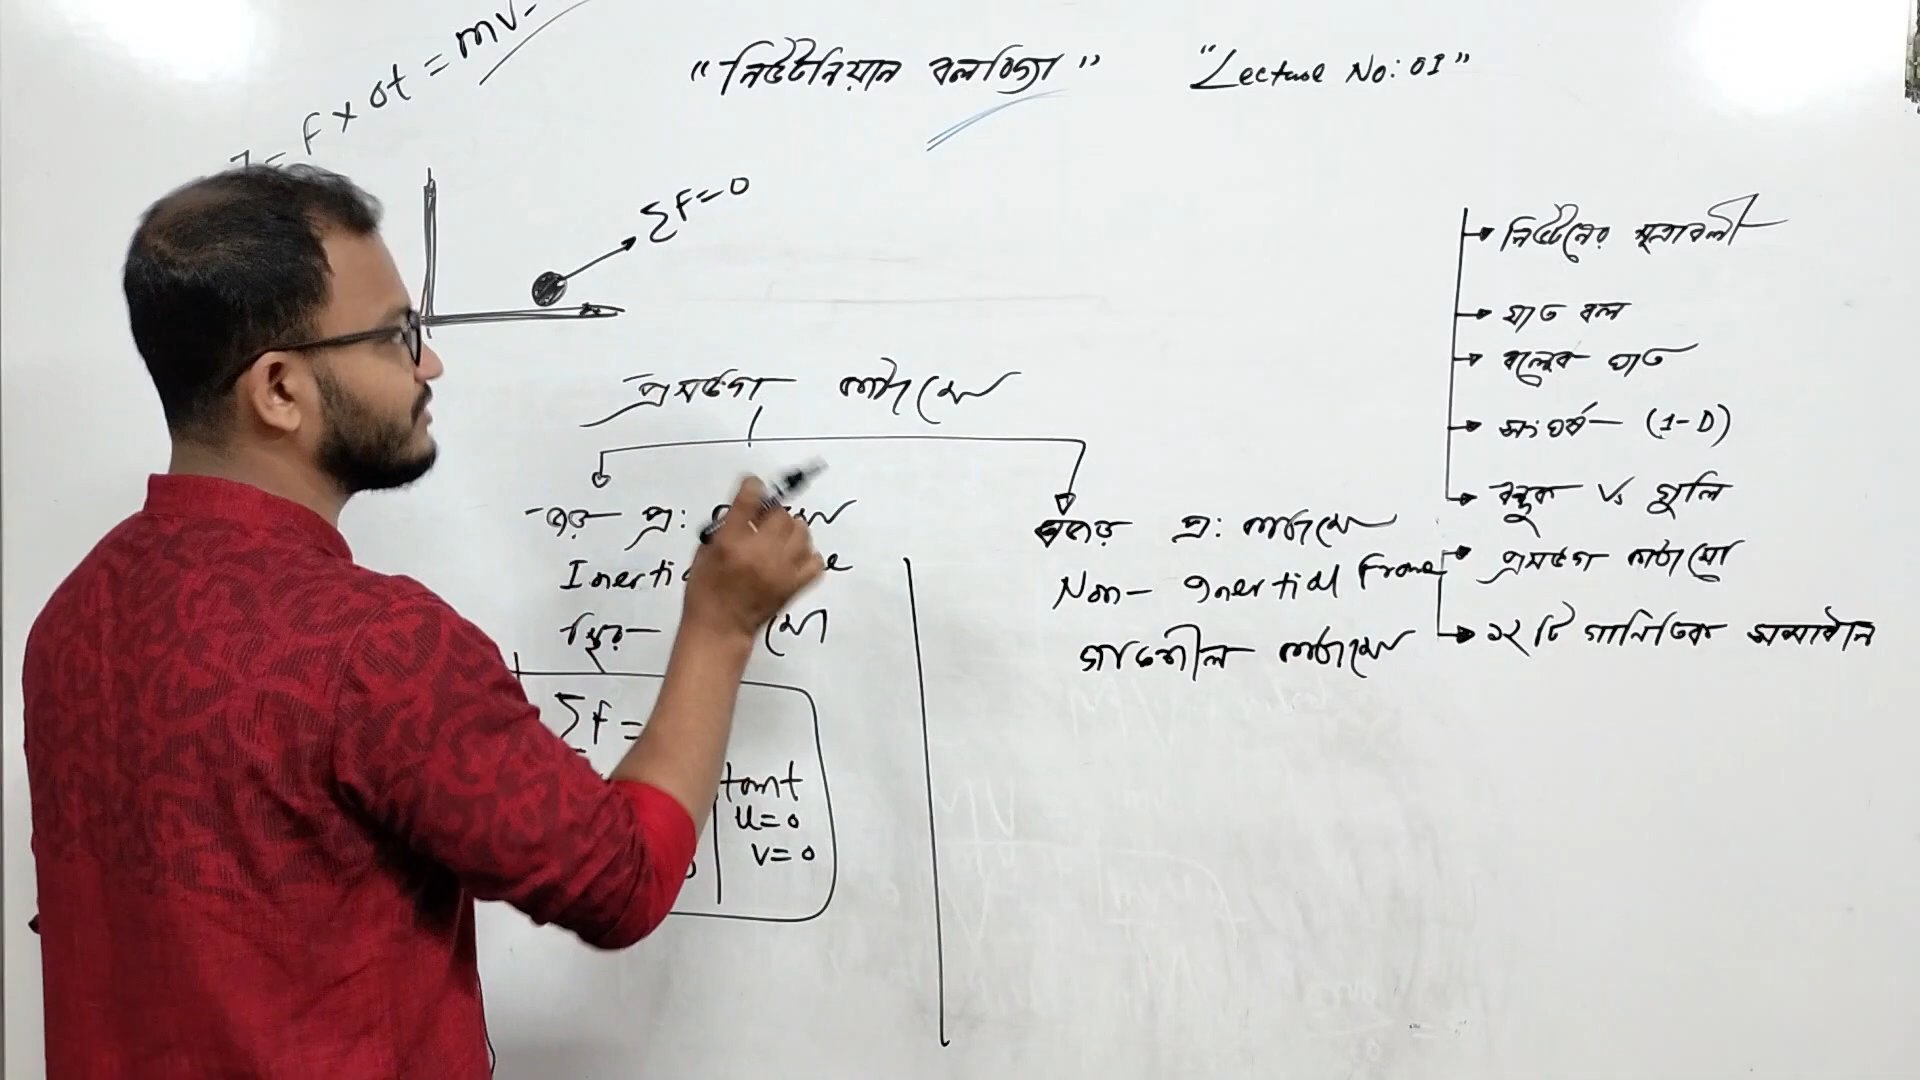 = F × Δt = mv-
"নিউটনিয়ান বলবিদ্যা" "Lecture No: 01"
ΣF=0
প্রসঙ্গ কাঠামো
জড় প্র: কাঠামো
Inertial
স্থির
ΣF =
tant
u=0
v=0
অজড় প্র: কাঠামো
Non-Inertial Frame
গতিশীল কাঠামো
→ নিউটনের সূত্রাবলী
→ ঘাত বল
→ বলের ঘাত
→ সংঘর্ষ (1-D)
→ বন্দুক Vs গুলি
→ প্রসঙ্গ কাঠামো
→ ১২ টি গানিতিক সমাধান